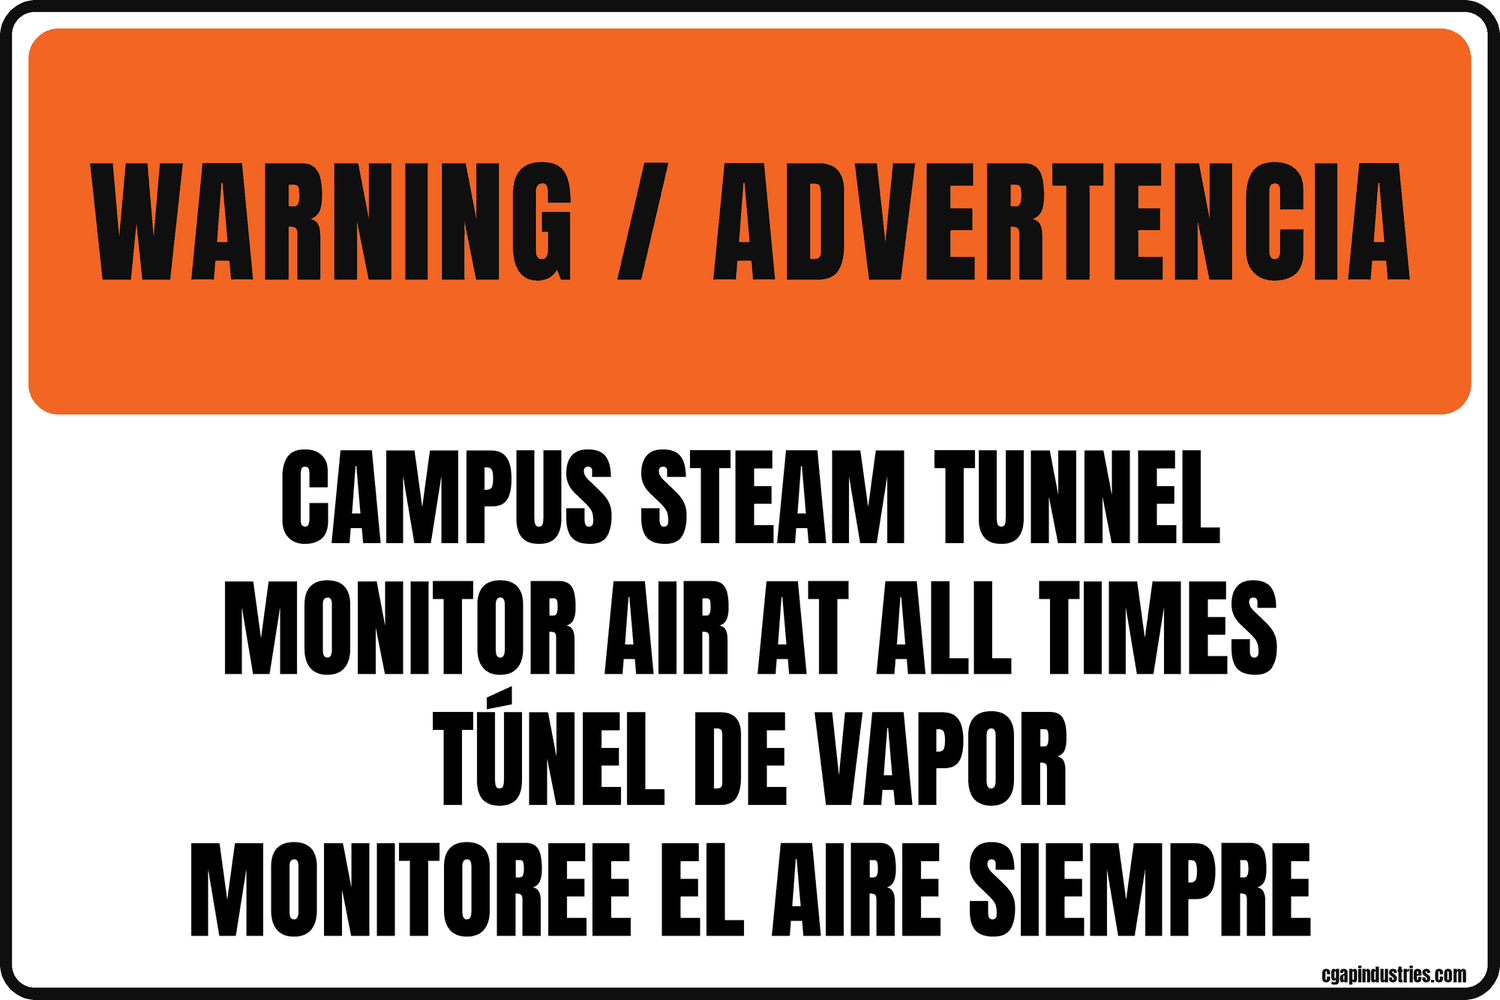 WARNING / ADVERTENCIA
CAMPUS STEAM TUNNEL
MONITOR AIR AT ALL TIMES
TÚNEL DE VAPOR
MONITOREE EL AIRE SIEMPRE
cgapindustries.com